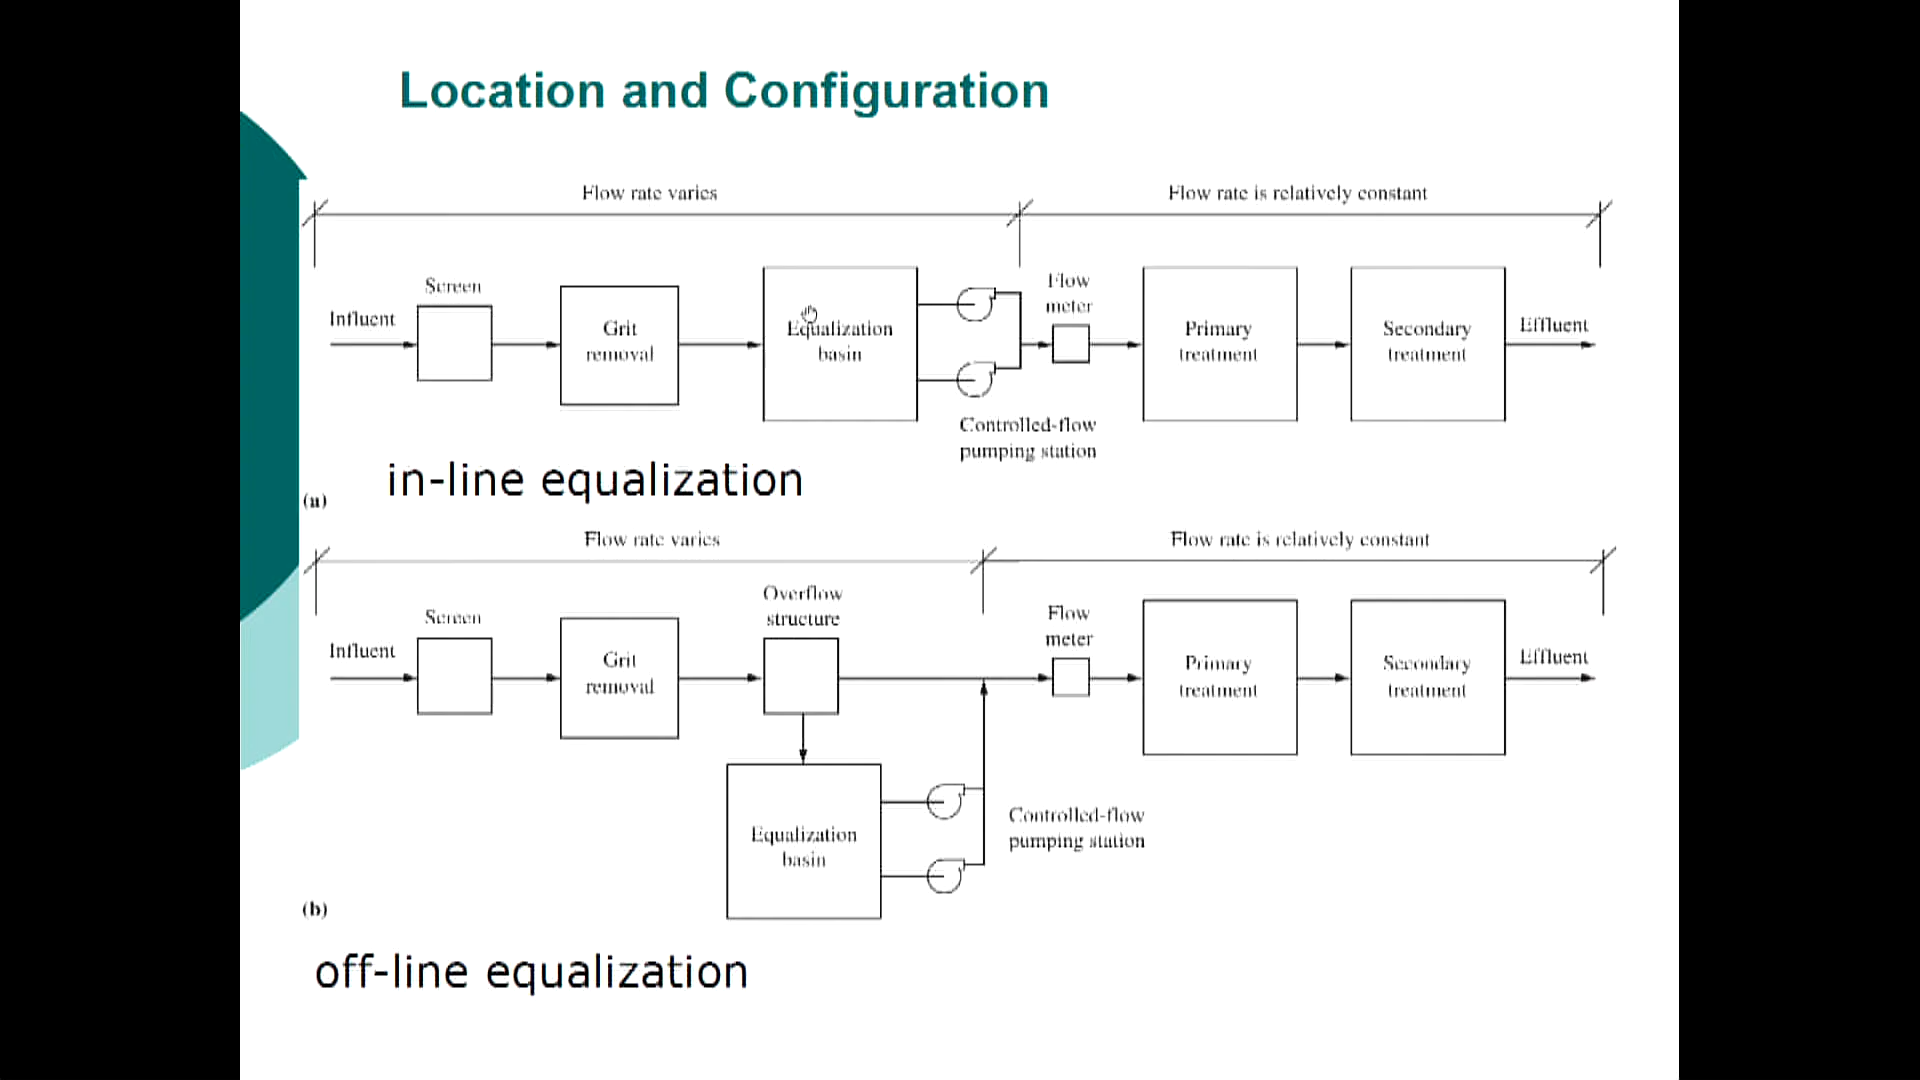 Location and Configuration
Flow rate varies
Flow rate is relatively constant
Influent
Screen
Grit
removal
Equalization
basin
Controlled-flow
pumping station
Flow
meter
Primary
treatment
Secondary
treatment
Effluent
(a)
in-line equalization
Flow rate varies
Flow rate is relatively constant
Influent
Screen
Grit
removal
Overflow
structure
Equalization
basin
Controlled-flow
pumping station
Flow
meter
Primary
treatment
Secondary
treatment
Effluent
(b)
off-line equalization